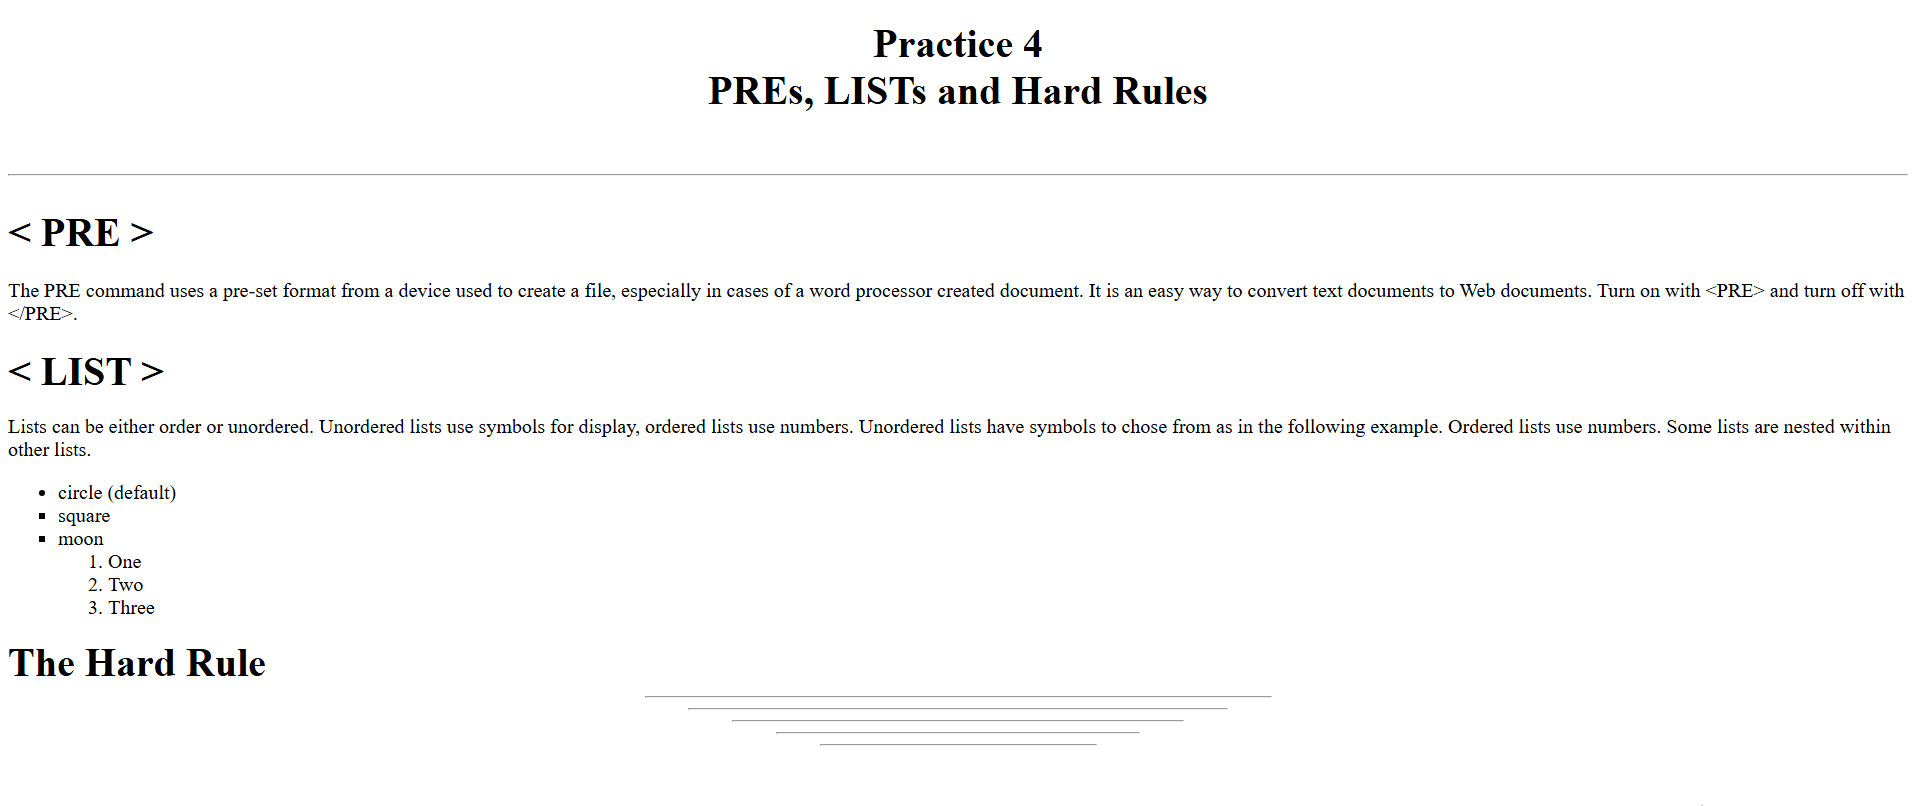 Practice 4
PREs, LISTs and Hard Rules
< PRE >
The PRE command uses a pre-set format from a device used to create a file, especially in cases of a word processor created document. It is an easy way to convert text documents to Web documents. Turn on with <PRE> and turn off with
</PRE>.
< LIST >
Lists can be either order or unordered. Unordered lists use symbols for display, ordered lists use numbers. Unordered lists have symbols to chose from as in the following example. Ordered lists use numbers. Some lists are nested within
other lists.
• circle (default)
▪ square
▪ moon
1. One
2. Two
3. Three
The Hard Rule